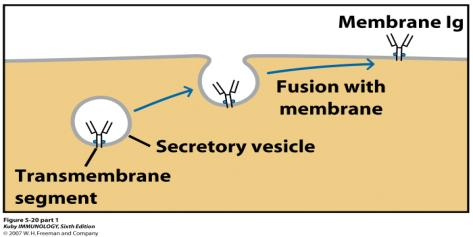 Membrane Ig
Fusion with
membrane
Secretory vesicle
Transmembrane
segment
Figure 5-20 part 1
Kuby IMMUNOLOGY, Sixth Edition
© 2007 W.H.Freeman and Company